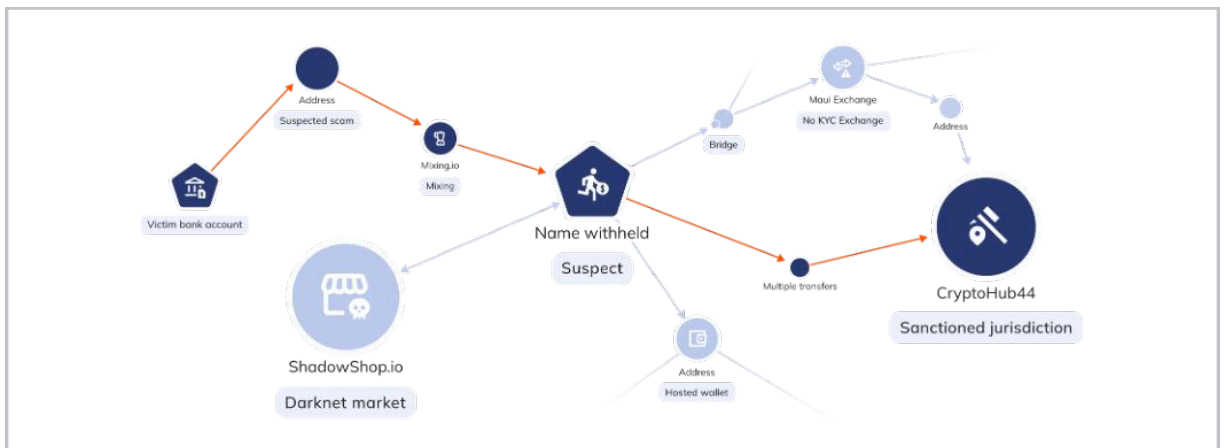 Address
Suspected scam
Mixing.io
Mixing
Victim bank account
Maui Exchange
No KYC Exchange
Address
Bridge
Name withheld
Suspect
Multiple transfers
CryptoHub44
Sanctioned jurisdiction
ShadowShop.io
Darknet market
Address
Hosted wallet